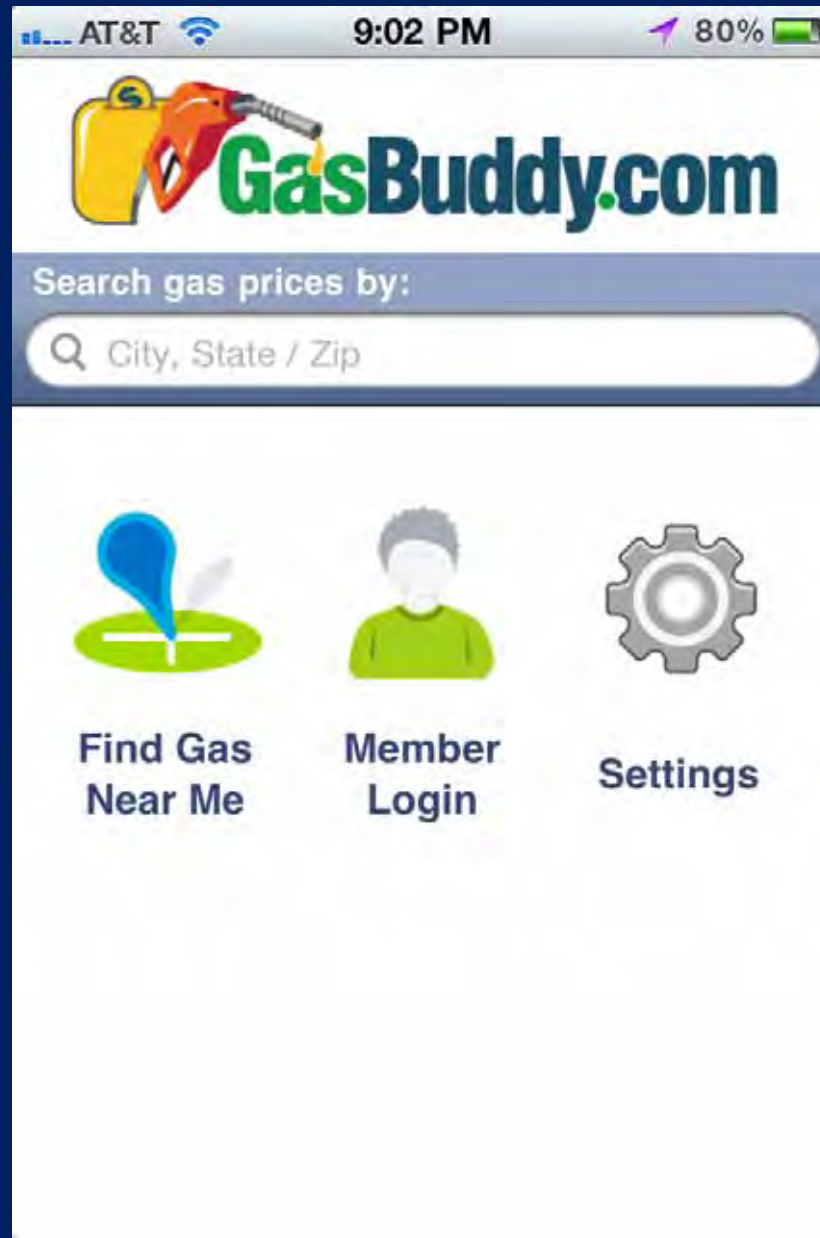 AT&T 9:02 PM 80%
$
GasBuddy.com
Search gas prices by:
City, State / Zip
Find Gas Near Me
Member Login
Settings